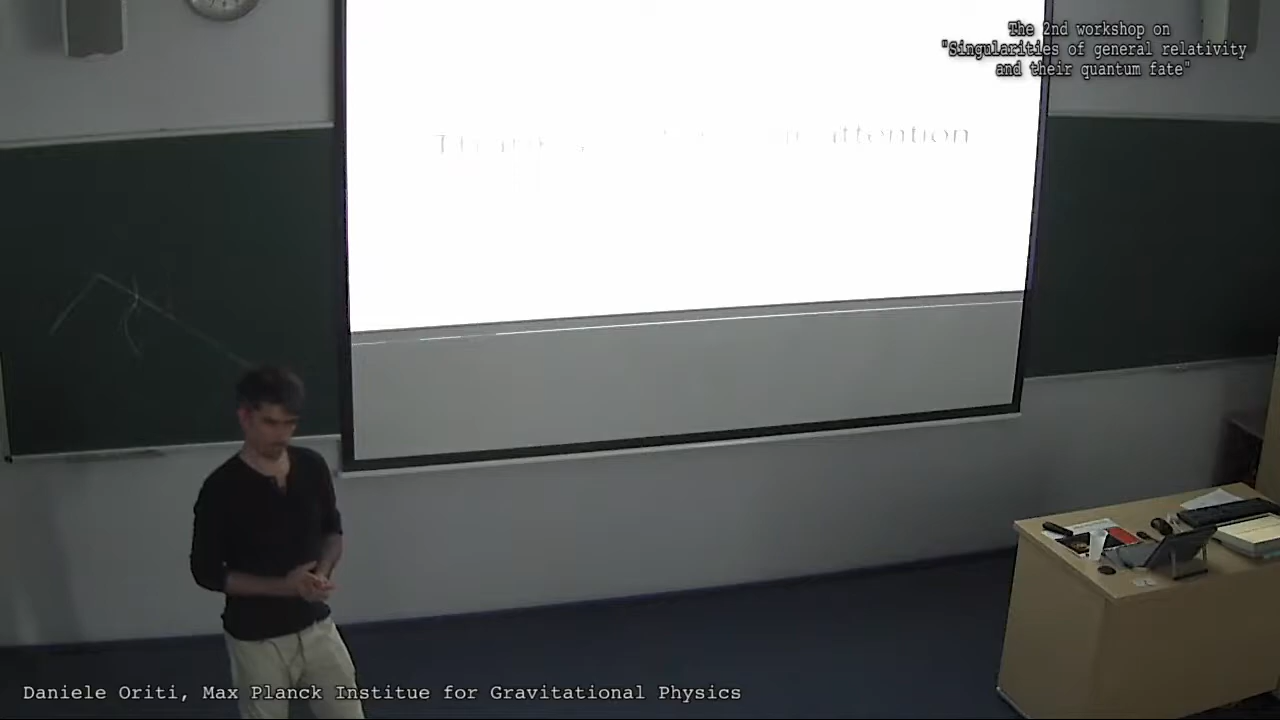 The 2nd workshop on
"Singularities of general relativity
and their quantum fate"
attention
Daniele Oriti, Max Planck Institue for Gravitational Physics